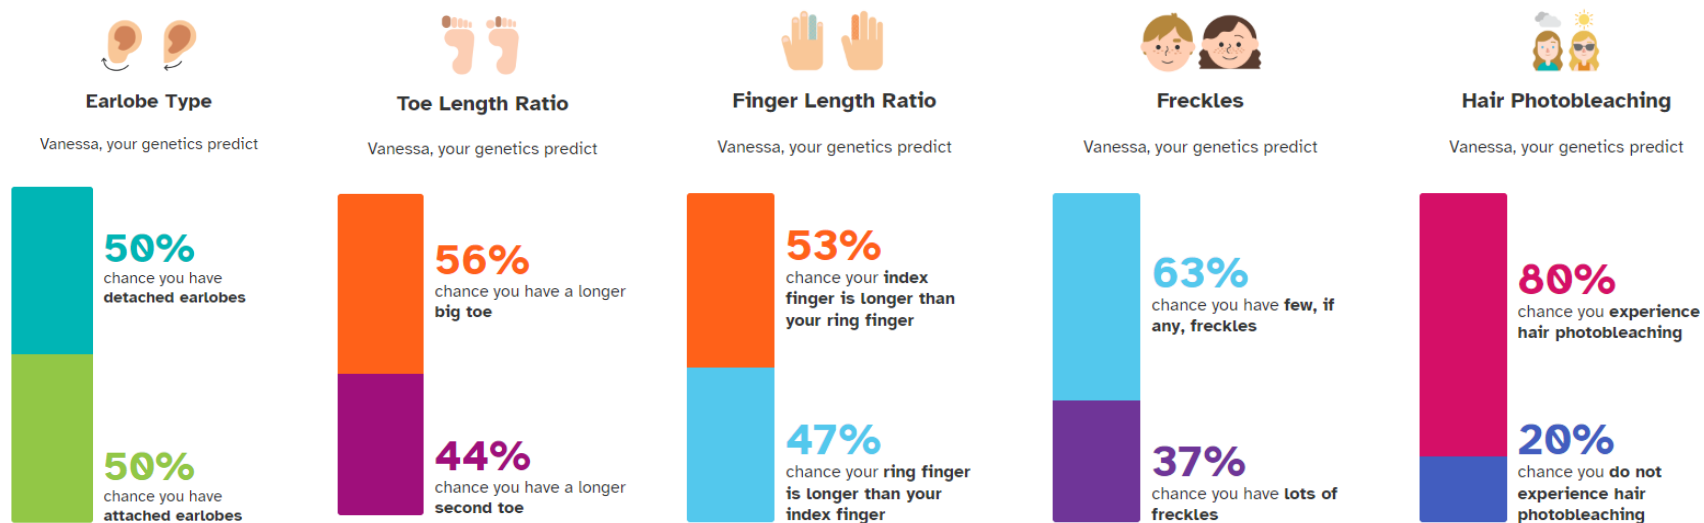 Earlobe Type
Vanessa, your genetics predict
50%
chance you have
detached earlobes
50%
chance you have
attached earlobes
Toe Length Ratio
Vanessa, your genetics predict
56%
chance you have a longer
big toe
44%
chance you have a longer
second toe
Finger Length Ratio
Vanessa, your genetics predict
53%
chance your index
finger is longer than
your ring finger
47%
chance your ring finger
is longer than your
index finger
Freckles
Vanessa, your genetics predict
63%
chance you have few, if
any, freckles
37%
chance you have lots of
freckles
Hair Photobleaching
Vanessa, your genetics predict
80%
chance you experience
hair photobleaching
20%
chance you do not
experience hair
photobleaching